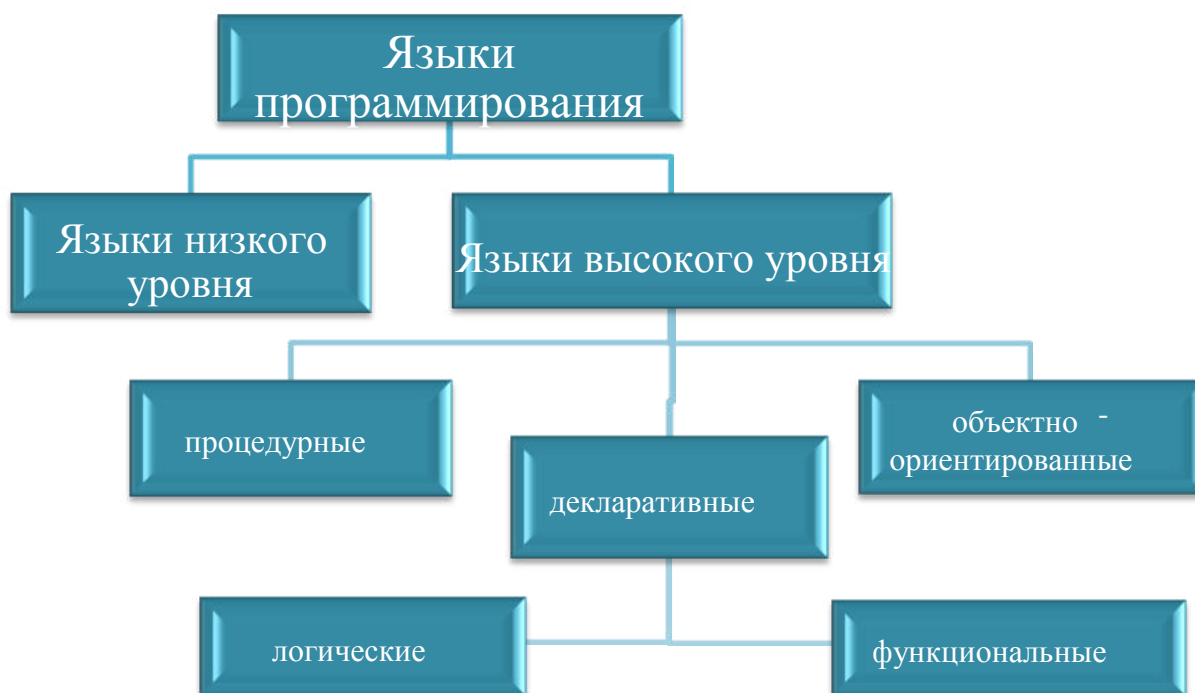 Языки
программирования
Языки низкого
уровня
Языки высокого уровня
процедурные
объектно -
ориентированные
декларативные
логические
функциональные